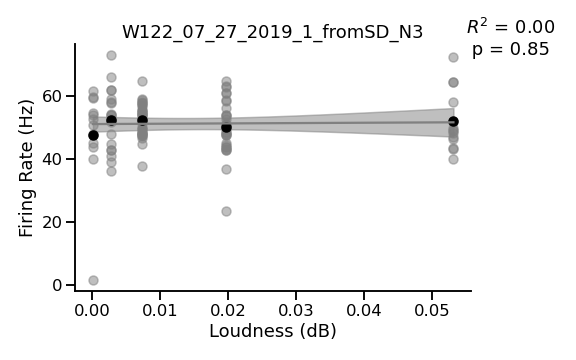 W122_07_27_2019_1_fromSD_N3
R² = 0.00
p = 0.85
Firing Rate (Hz)
60
40
20
0
0.00 0.01 0.02 0.03 0.04 0.05
Loudness (dB)